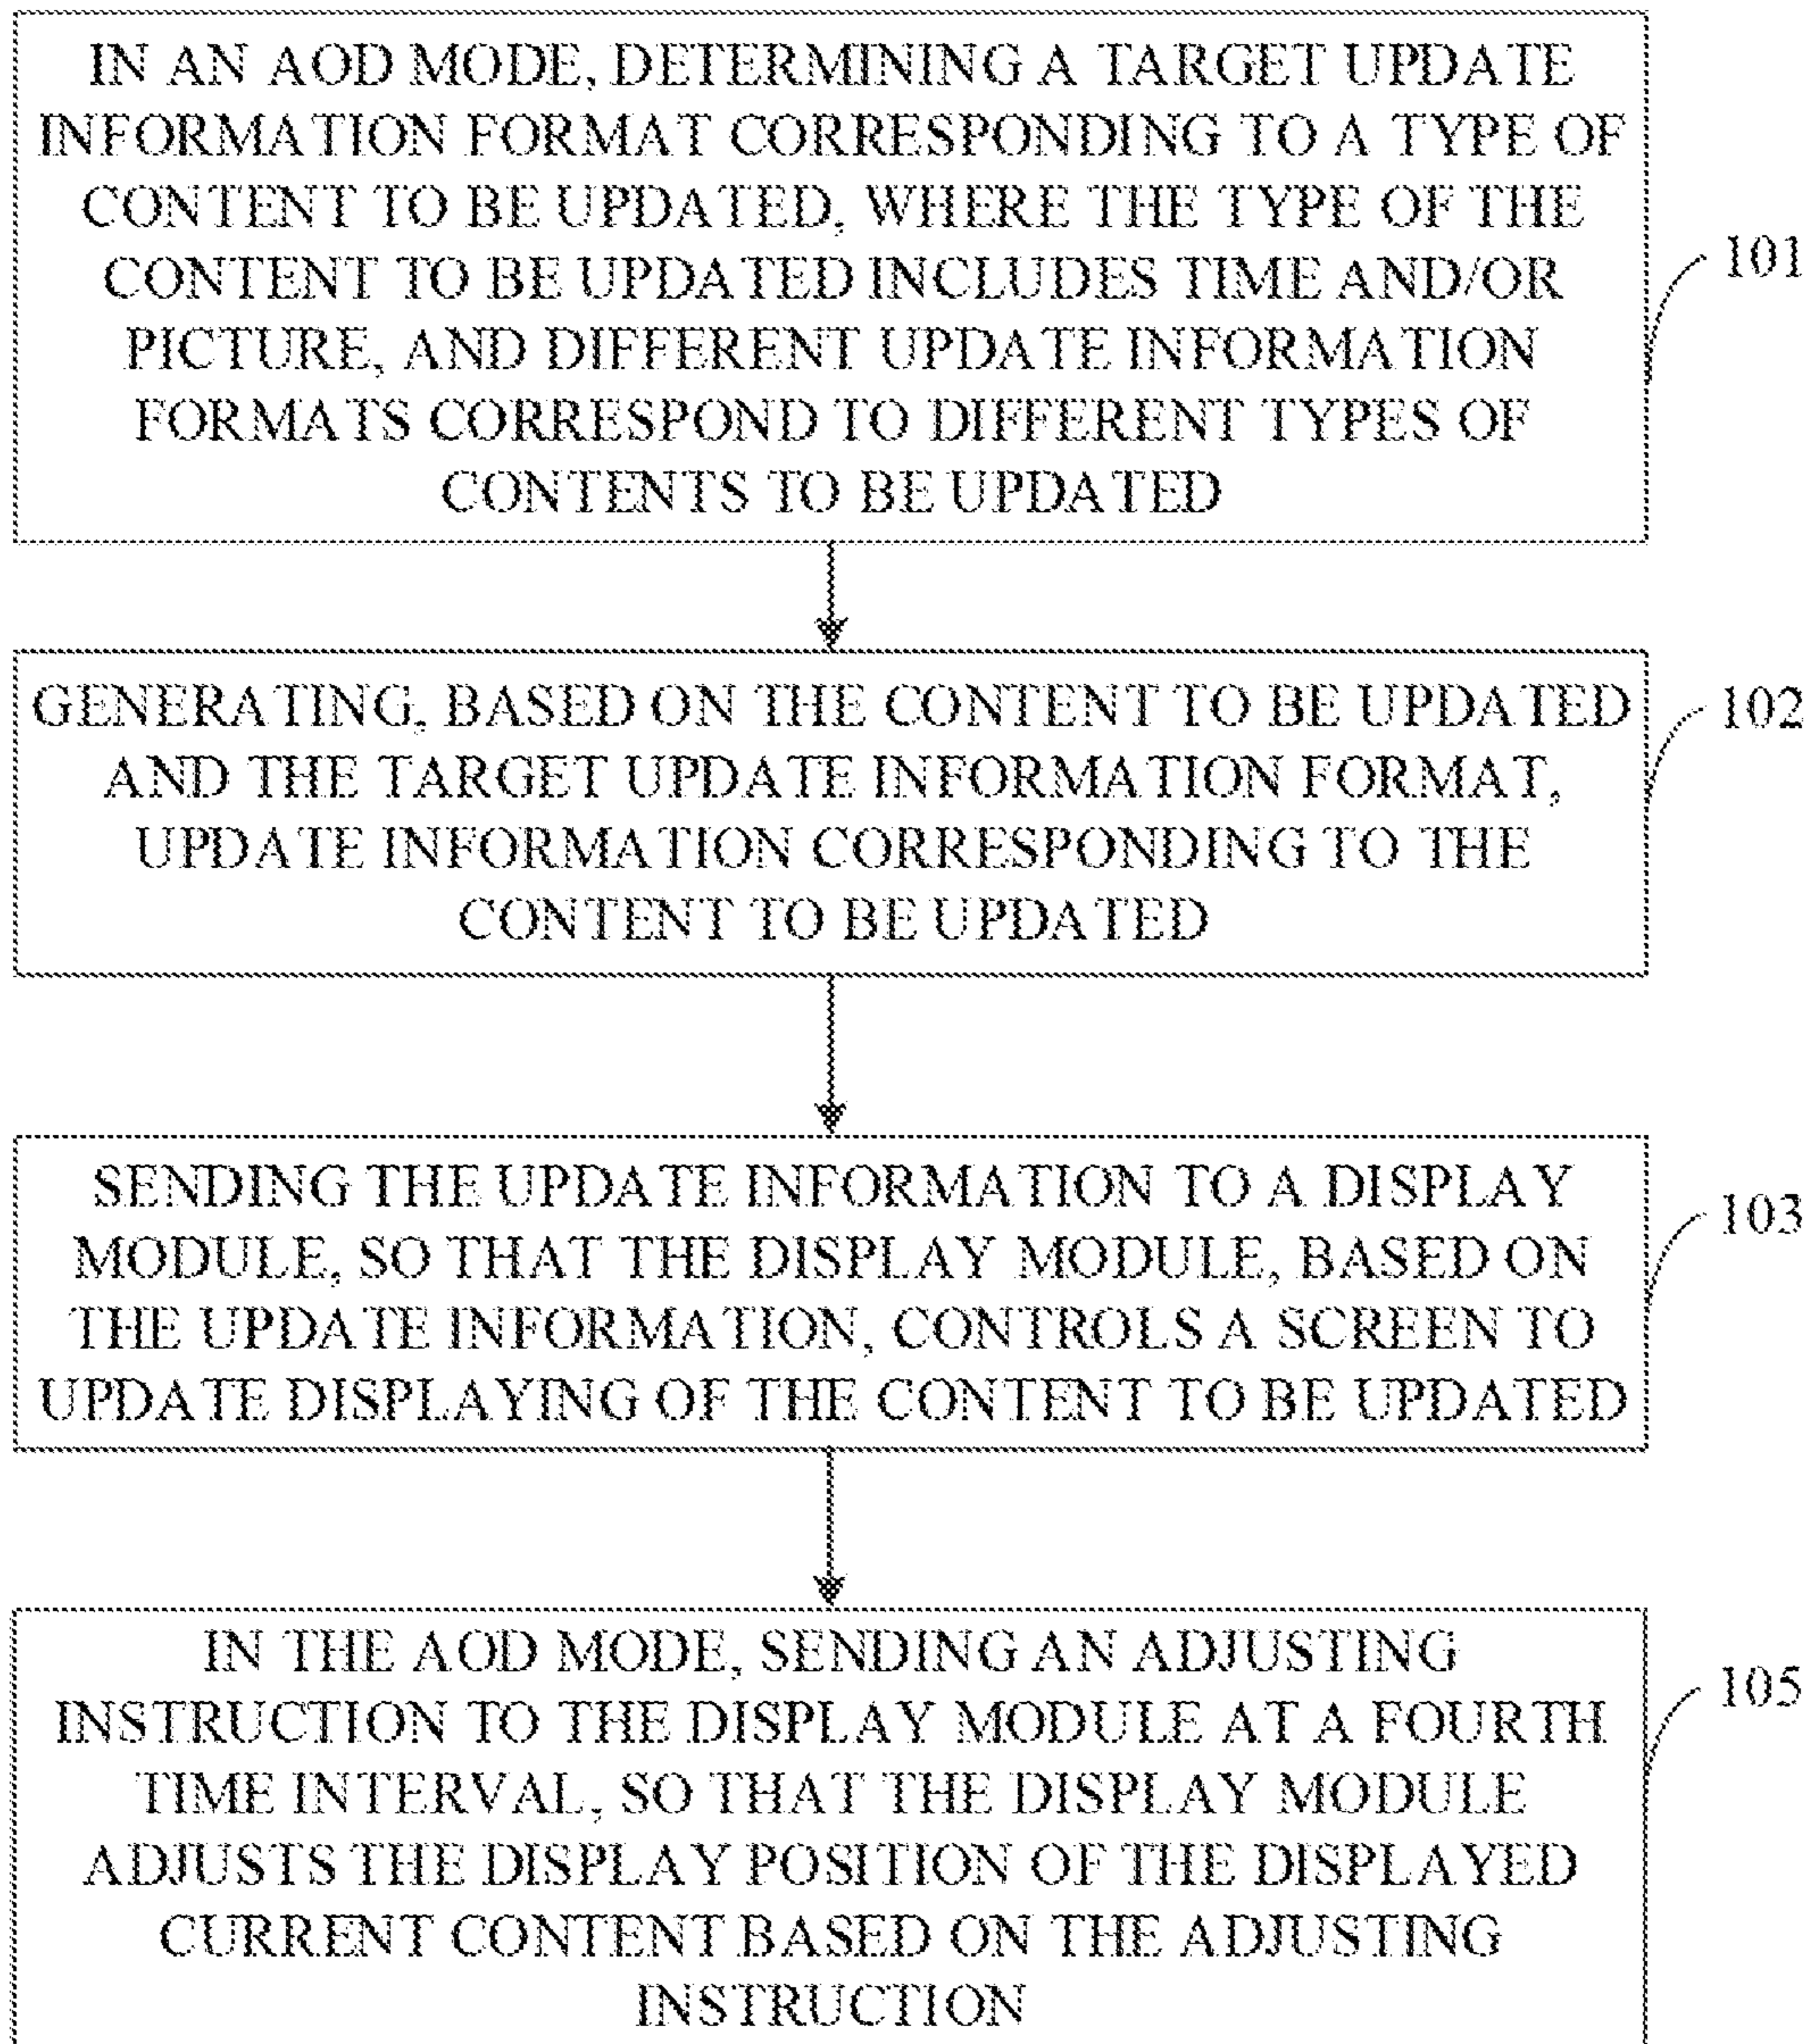 IN AN AOD MODE, DETERMINING A TARGET UPDATE
INFORMATION FORMAT CORRESPONDING TO A TYPE OF
CONTENT TO BE UPDATED, WHERE THE TYPE OF THE
CONTENT TO BE UPDATED INCLUDES TIME AND/OR
PICTURE, AND DIFFERENT UPDATE INFORMATION
FORMATS CORRESPOND TO DIFFERENT TYPES OF
CONTENTS TO BE UPDATED
101
GENERATING, BASED ON THE CONTENT TO BE UPDATED
AND THE TARGET UPDATE INFORMATION FORMAT,
UPDATE INFORMATION CORRESPONDING TO THE
CONTENT TO BE UPDATED
102
SENDING THE UPDATE INFORMATION TO A DISPLAY
MODULE, SO THAT THE DISPLAY MODULE, BASED ON
THE UPDATE INFORMATION, CONTROLS A SCREEN TO
UPDATE DISPLAYING OF THE CONTENT TO BE UPDATED
103
IN THE AOD MODE, SENDING AN ADJUSTING
INSTRUCTION TO THE DISPLAY MODULE AT A FOURTH
TIME INTERVAL, SO THAT THE DISPLAY MODULE
ADJUSTS THE DISPLAY POSITION OF THE DISPLAYED
CURRENT CONTENT BASED ON THE ADJUSTING
INSTRUCTION
105